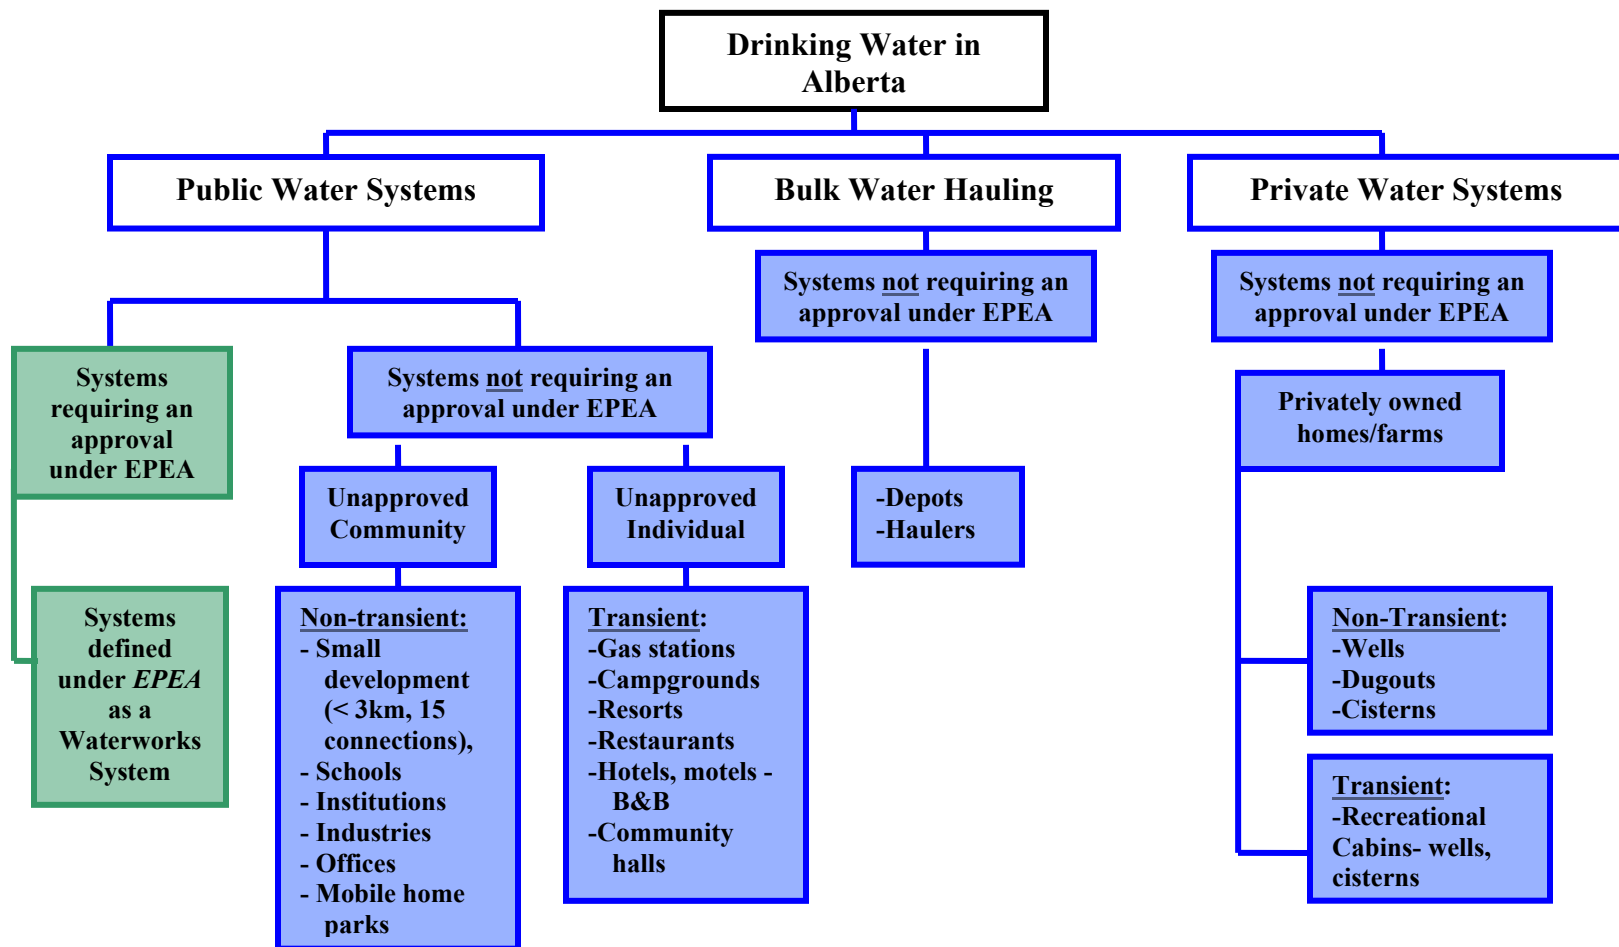 Drinking Water in
Alberta
Public Water Systems
Bulk Water Hauling
Private Water Systems
Systems not requiring an
approval under EPEA
Systems not requiring an
approval under EPEA
Systems
requiring an
approval
under EPEA
Systems not requiring an
approval under EPEA
Privately owned
homes/farms
Unapproved
Community
Unapproved
Individual
-Depots
-Haulers
Systems
defined
under EPEA
as a
Waterworks
System
Non-transient:
- Small
development
(< 3km, 15
connections),
- Schools
- Institutions
- Industries
- Offices
- Mobile home
parks
Transient:
-Gas stations
-Campgrounds
-Resorts
-Restaurants
-Hotels, motels -
B&B
-Community
halls
Non-Transient:
-Wells
-Dugouts
-Cisterns
Transient:
-Recreational
Cabins- wells,
cisterns